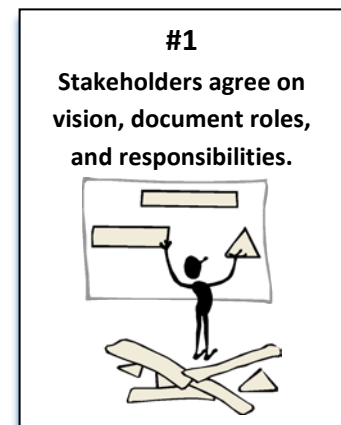 #1
Stakeholders agree on
vision, document roles,
and responsibilities.